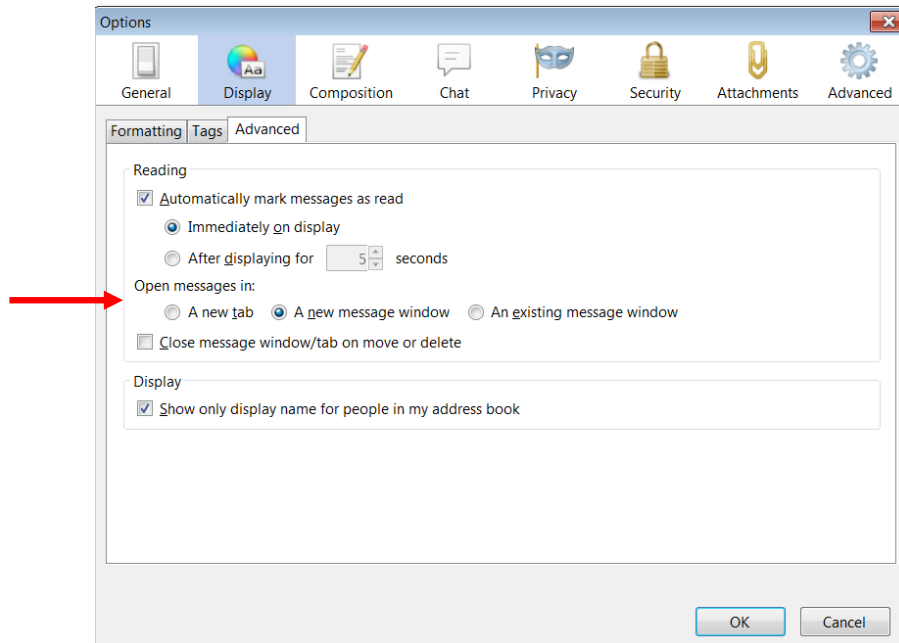 Options
General Display Composition Chat Privacy Security Attachments Advanced
Formatting Tags Advanced
Reading
Automatically mark messages as read
Immediately on display
After displaying for 5 seconds
Open messages in:
A new tab A new message window An existing message window
Close message window/tab on move or delete
Display
Show only display name for people in my address book
OK Cancel